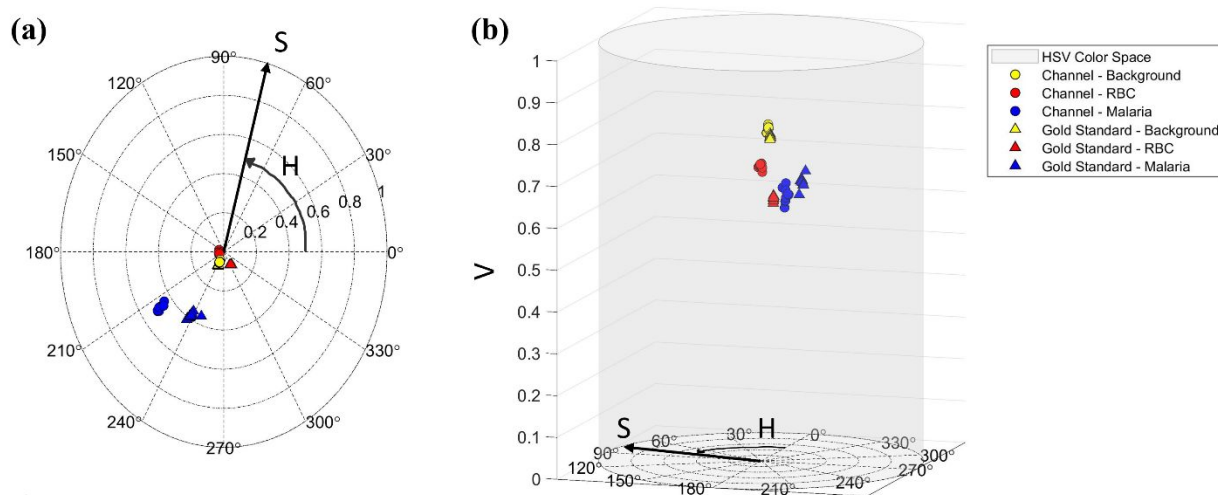 (a)
S
90°
120°
60°
150°
H
30°
1
0.8
0.6
0.4
0.2
180°
0°
210°
330°
240°
300°
270°
(b)
1
0.9
0.8
0.7
0.6
0.5
V
0.4
0.3
0.2
0.1
0
S
H
90°
60°
30°
0°
330°
300°
120°
150°
180°
210°
240°
270°
HSV Color Space
Channel - Background
Channel - RBC
Channel - Malaria
Gold Standard - Background
Gold Standard - RBC
Gold Standard - Malaria